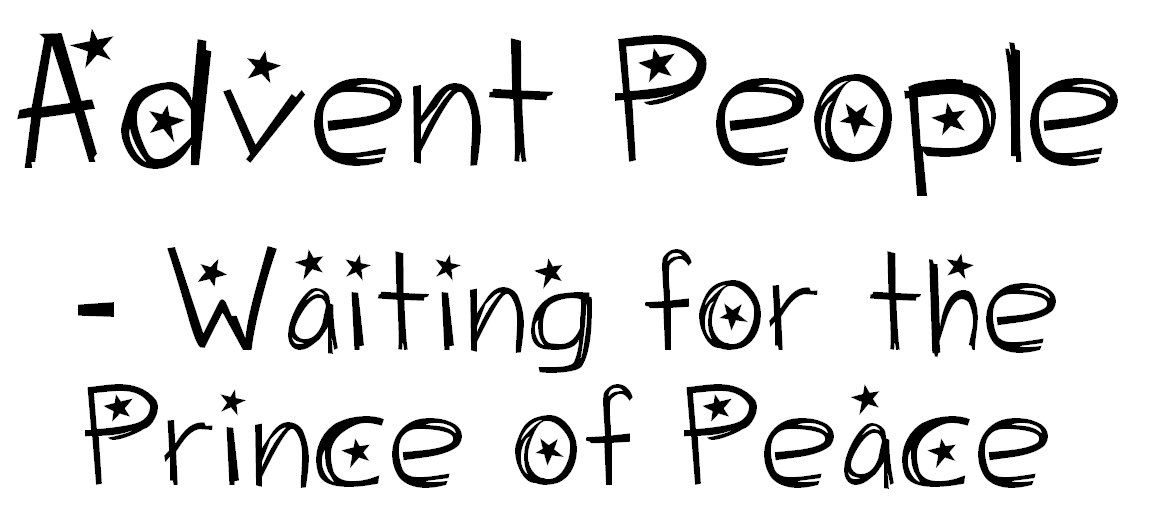 Advent People
- Waiting for the
Prince of Peace